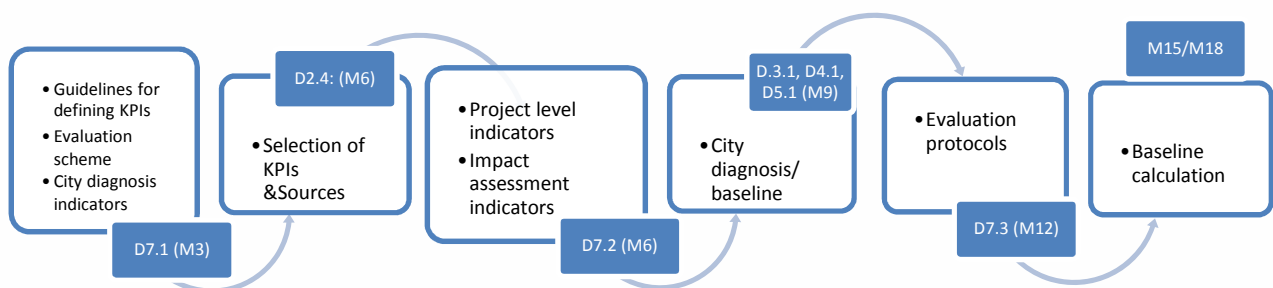 • Guidelines for
defining KPIs
• Evaluation
scheme
• City diagnosis
indicators
D7.1 (M3)
D2.4: (M6)
• Selection of
KPIs
&Sources
• Project level
indicators
• Impact
assessment
indicators
D7.2 (M6)
D.3.1, D4.1,
D5.1 (M9)
• City
diagnosis/
baseline
• Evaluation
protocols
D7.3 (M12)
M15/M18
• Baseline
calculation